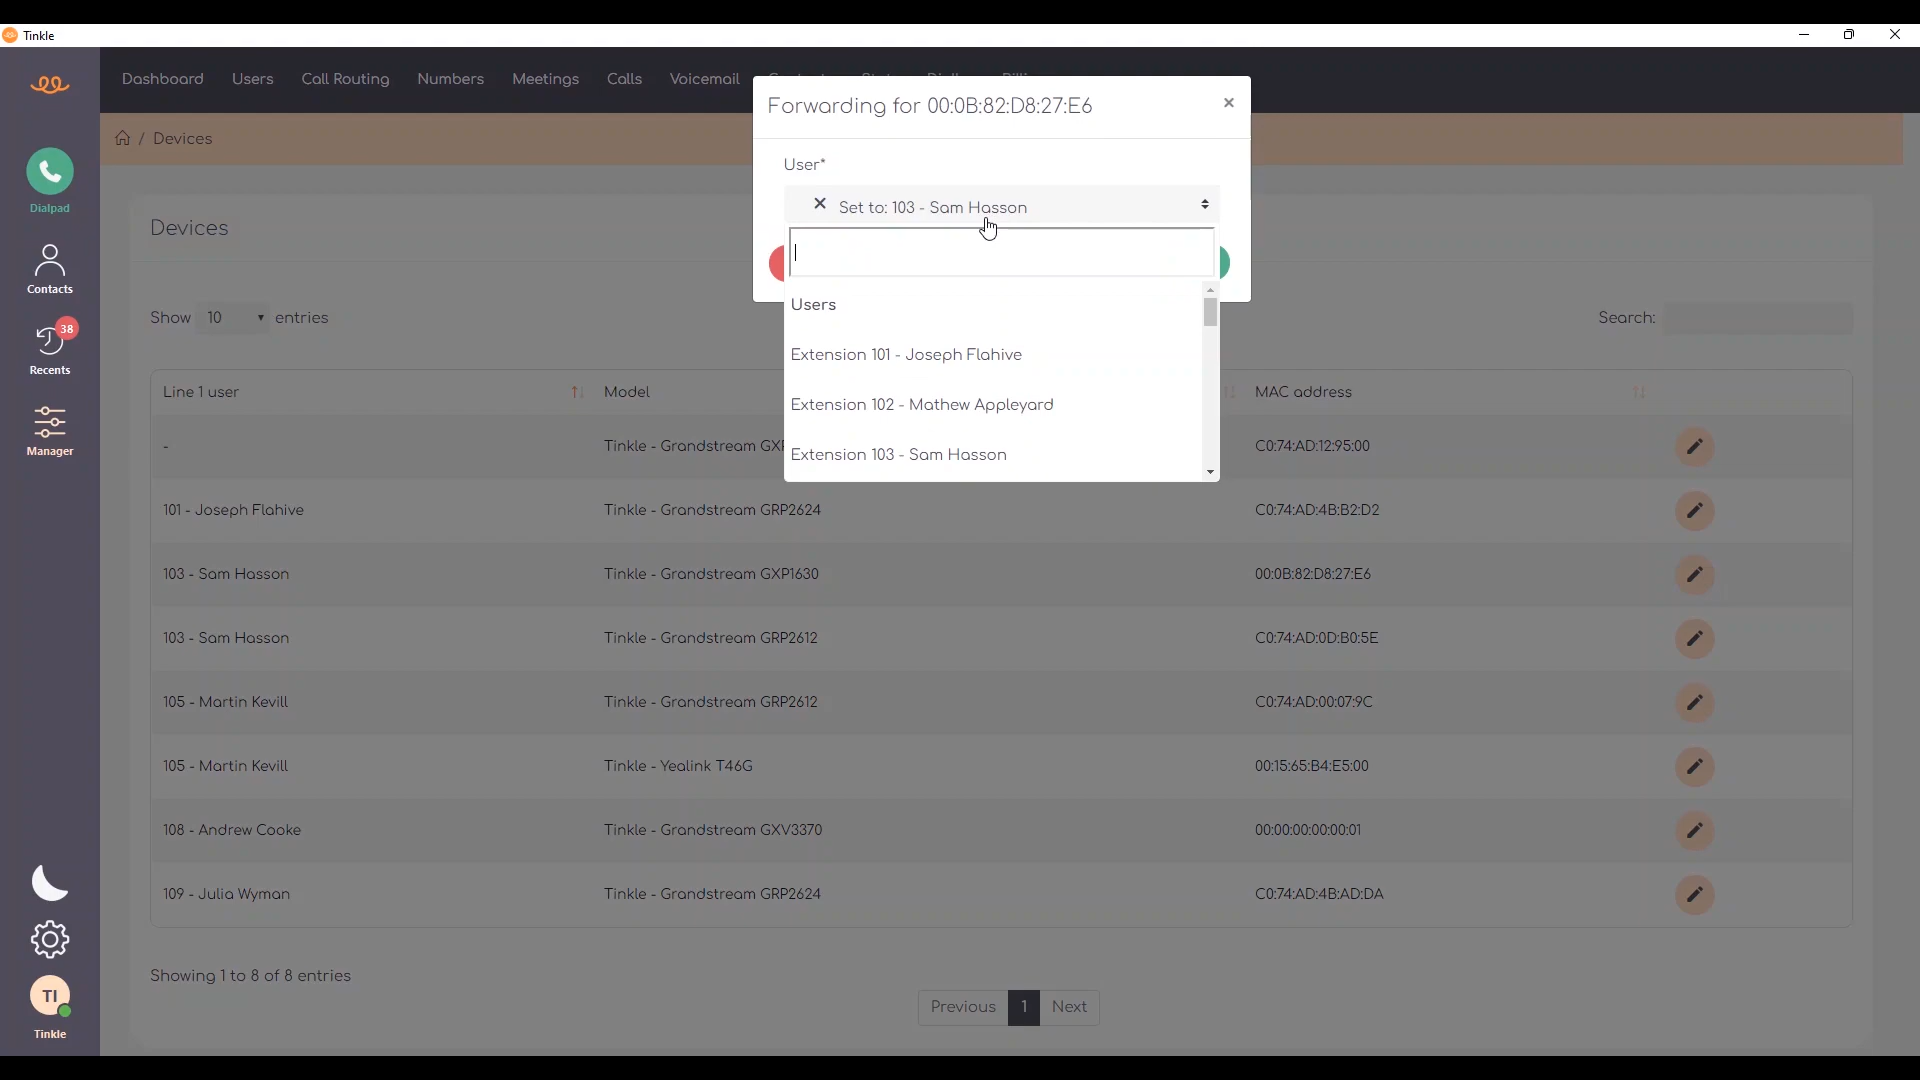 Tinkle
Dashboard Users Call Routing Numbers Meetings Calls Voicemail
Forwarding for 00:0B:82:D8:27:E6 ×
/ Devices
User*
Set to: 103 - Sam Hasson
Dialpad
Devices
Contacts
Users
Show 10 entries
Search:
38
Recents
Extension 101 - Joseph Flahive
Line 1 user Model MAC address
Extension 102 - Mathew Appleyard
Manager
- Tinkle - Grandstream C0:74:AD:12:95:00
Extension 103 - Sam Hasson
101 - Joseph Flahive Tinkle - Grandstream GRP2624 C0:74:AD:4B:B2:D2
103 - Sam Hasson Tinkle - Grandstream GXP1630 00:0B:82:D8:27:E6
103 - Sam Hasson Tinkle - Grandstream GRP2612 C0:74:AD:0D:B0:5E
105 - Martin Kevill Tinkle - Grandstream GRP2612 C0:74:AD:00:07:9C
105 - Martin Kevill Tinkle - Yealink T46G 00:15:65:B4:E5:00
108 - Andrew Cooke Tinkle - Grandstream GXV3370 00:00:00:00:00:01
109 - Julia Wyman Tinkle - Grandstream GRP2624 C0:74:AD:4B:AD:DA
Showing 1 to 8 of 8 entries
TI
Previous 1 Next
Tinkle